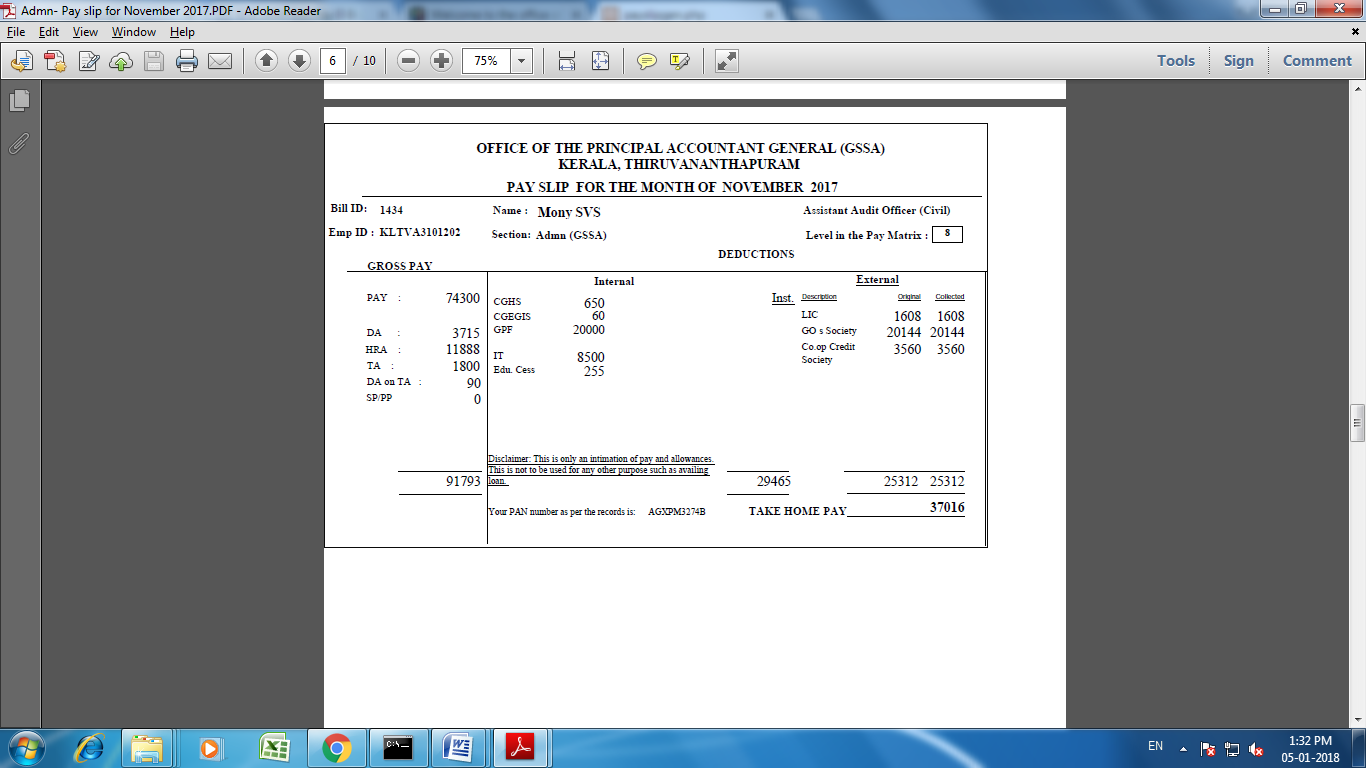 Admn- Pay slip for November 2017.PDF - Adobe Reader
File Edit View Window Help
6 / 10 75% Tools Sign Comment
OFFICE OF THE PRINCIPAL ACCOUNTANT GENERAL (GSSA)
KERALA, THIRUVANANTHAPURAM
PAY SLIP FOR THE MONTH OF NOVEMBER 2017
Bill ID: 1434 Name : Mony SVS Assistant Audit Officer (Civil)
Emp ID : KLTVA3101202 Section: Admn (GSSA) Level in the Pay Matrix : 8
DEDUCTIONS
GROSS PAY
Internal External
PAY : 74300 CGHS 650 Inst. Description Original Collected
CGEGIS 60 LIC 1608 1608
DA : 3715 GPF 20000 GO s Society 20144 20144
HRA : 11888 Co.op Credit 3560 3560
IT 8500 Society
TA : 1800 Edu. Cess 255
DA on TA : 90
SP/PP 0
Disclaimer: This is only an intimation of pay and allowances.
This is not to be used for any other purpose such as availing
91793 loan. 29465 25312 25312
Your PAN number as per the records is: AGXPM3274B TAKE HOME PAY 37016
EN 1:32 PM
05-01-2018